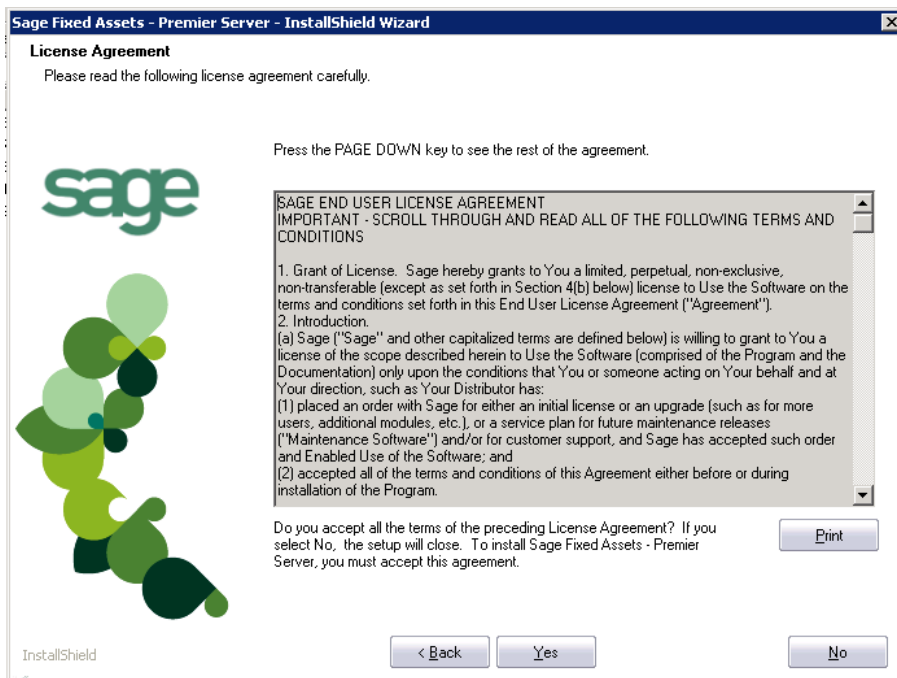 Sage Fixed Assets - Premier Server - InstallShield Wizard
License Agreement
Please read the following license agreement carefully.
Press the PAGE DOWN key to see the rest of the agreement.
sage
SAGE END USER LICENSE AGREEMENT
IMPORTANT - SCROLL THROUGH AND READ ALL OF THE FOLLOWING TERMS AND
CONDITIONS
1. Grant of License.  Sage hereby grants to You a limited, perpetual, non-exclusive,
non-transferable (except as set forth in Section 4(b) below) license to Use the Software on the
terms and conditions set forth in this End User License Agreement ("Agreement").
2. Introduction.
(a) Sage ("Sage" and other capitalized terms are defined below) is willing to grant to You a
license of the scope described herein to Use the Software (comprised of the Program and the
Documentation) only upon the conditions that You or someone acting on Your behalf and at
Your direction, such as Your Distributor has:
(1) placed an order with Sage for either an initial license or an upgrade (such as for more
users, additional modules, etc.), or a service plan for future maintenance releases
("Maintenance Software") and/or for customer support, and Sage has accepted such order
and Enabled Use of the Software; and
(2) accepted all of the terms and conditions of this Agreement either before or during
installation of the Program.
Do you accept all the terms of the preceding License Agreement?  If you
select No,  the setup will close.  To install Sage Fixed Assets - Premier
Server, you must accept this agreement.
Print
InstallShield
< Back
Yes
No